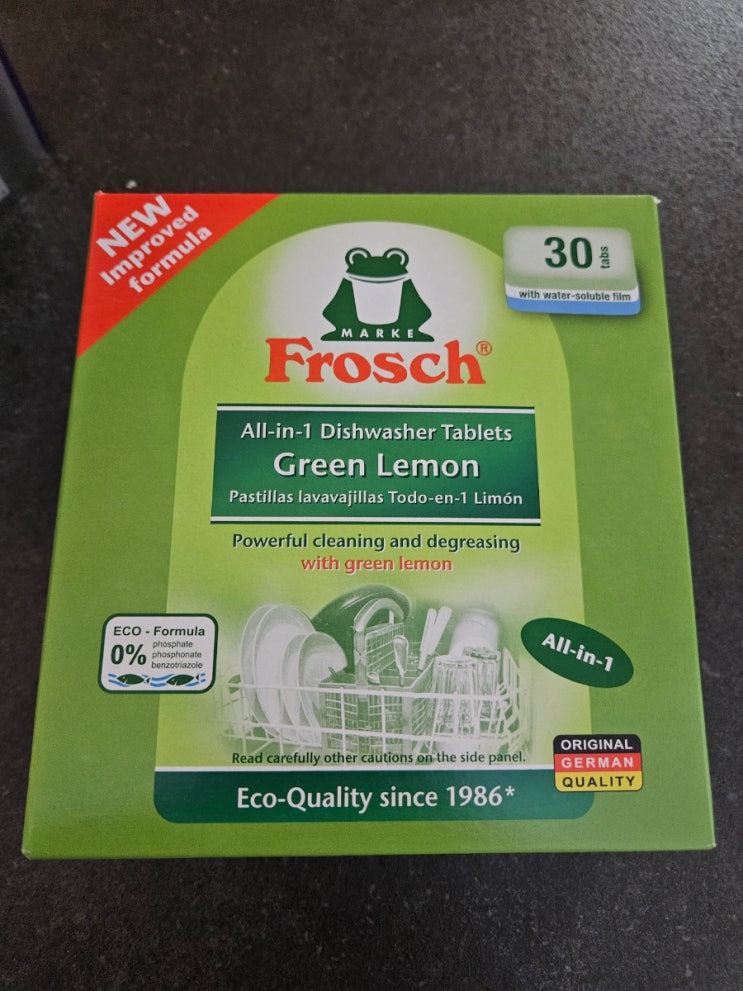 NEW
Improved
formula
30 tabs
with water-soluble film
MARKE
Frosch®
All-in-1 Dishwasher Tablets
Green Lemon
Pastillas lavavajillas Todo-en-1 Limón
Powerful cleaning and degreasing
with green lemon
ECO - Formula
0% phosphate
phosphonate
benzotriazole
All-in-1
Read carefully other cautions on the side panel.
ORIGINAL
GERMAN
QUALITY
Eco-Quality since 1986*